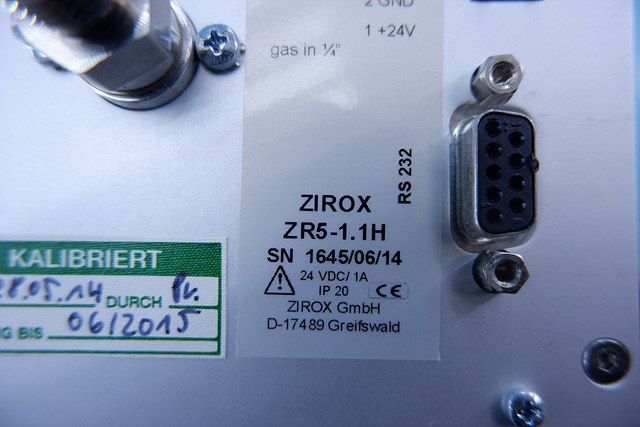 2 GND
1 +24V
gas in ¼"
RS 232
ZIROX
ZR5-1.1H
SN 1645/06/14
24 VDC/ 1A
IP 20 CE
ZIROX GmbH
D-17489 Greifswald
KALIBRIERT
28.05.14 DURCH
G BIS 06/2015